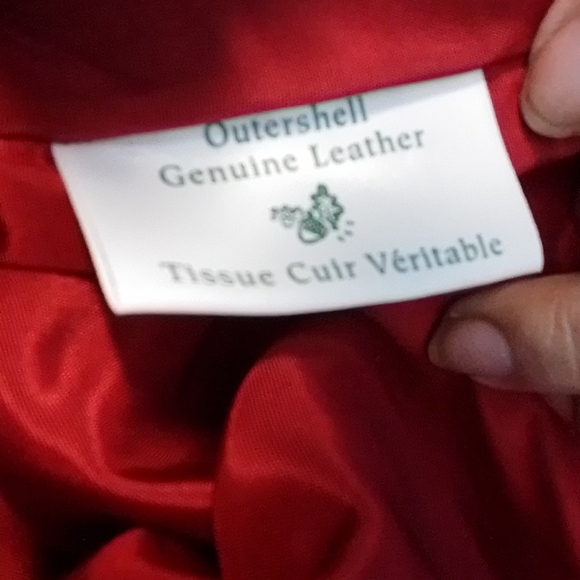 Outershell
Genuine Leather
Tissue Cuir Véritable